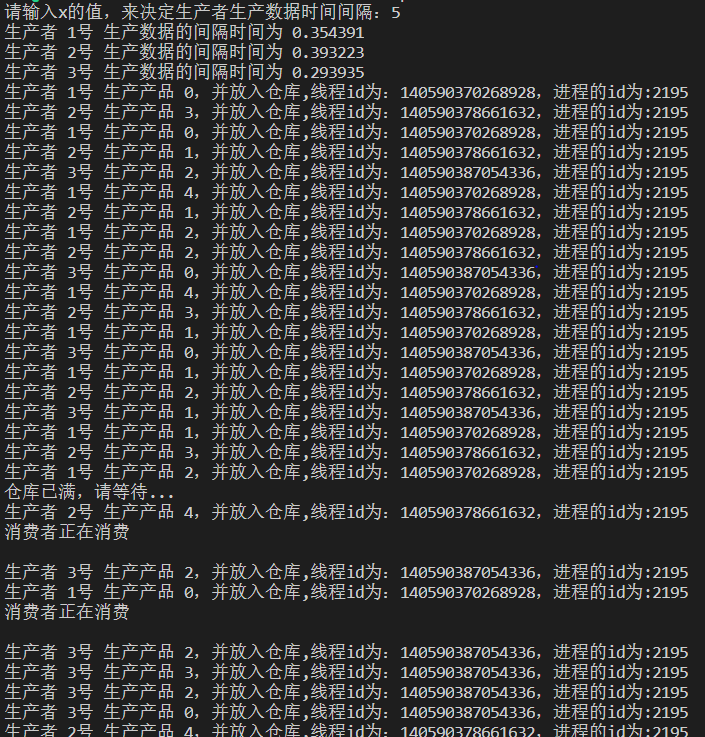 请输入x的值，来决定生产者生产数据时间间隔：5
生产者 1号 生产数据的间隔时间为 0.354391
生产者 2号 生产数据的间隔时间为 0.393223
生产者 3号 生产数据的间隔时间为 0.293935
生产者 1号 生产产品 0，并放入仓库,线程id为：140590370268928，进程的id为:2195
生产者 2号 生产产品 3，并放入仓库,线程id为：140590378661632，进程的id为:2195
生产者 1号 生产产品 0，并放入仓库,线程id为：140590370268928，进程的id为:2195
生产者 2号 生产产品 1，并放入仓库,线程id为：140590378661632，进程的id为:2195
生产者 3号 生产产品 2，并放入仓库,线程id为：140590387054336，进程的id为:2195
生产者 1号 生产产品 4，并放入仓库,线程id为：140590370268928，进程的id为:2195
生产者 2号 生产产品 1，并放入仓库,线程id为：140590378661632，进程的id为:2195
生产者 1号 生产产品 2，并放入仓库,线程id为：140590370268928，进程的id为:2195
生产者 2号 生产产品 2，并放入仓库,线程id为：140590378661632，进程的id为:2195
生产者 3号 生产产品 0，并放入仓库,线程id为：140590387054336，进程的id为:2195
生产者 1号 生产产品 4，并放入仓库,线程id为：140590370268928，进程的id为:2195
生产者 2号 生产产品 3，并放入仓库,线程id为：140590378661632，进程的id为:2195
生产者 1号 生产产品 1，并放入仓库,线程id为：140590370268928，进程的id为:2195
生产者 3号 生产产品 0，并放入仓库,线程id为：140590387054336，进程的id为:2195
生产者 1号 生产产品 1，并放入仓库,线程id为：140590370268928，进程的id为:2195
生产者 2号 生产产品 2，并放入仓库,线程id为：140590378661632，进程的id为:2195
生产者 3号 生产产品 1，并放入仓库,线程id为：140590387054336，进程的id为:2195
生产者 1号 生产产品 1，并放入仓库,线程id为：140590370268928，进程的id为:2195
生产者 2号 生产产品 3，并放入仓库,线程id为：140590378661632，进程的id为:2195
生产者 1号 生产产品 2，并放入仓库,线程id为：140590370268928，进程的id为:2195
仓库已满，请等待...
生产者 2号 生产产品 4，并放入仓库,线程id为：140590378661632，进程的id为:2195
消费者正在消费
生产者 3号 生产产品 2，并放入仓库,线程id为：140590387054336，进程的id为:2195
生产者 1号 生产产品 0，并放入仓库,线程id为：140590370268928，进程的id为:2195
消费者正在消费
生产者 3号 生产产品 2，并放入仓库,线程id为：140590387054336，进程的id为:2195
生产者 3号 生产产品 3，并放入仓库,线程id为：140590387054336，进程的id为:2195
生产者 3号 生产产品 2，并放入仓库,线程id为：140590387054336，进程的id为:2195
生产者 3号 生产产品 0，并放入仓库,线程id为：140590387054336，进程的id为:2195
生产者 2号 生产产品 4，并放入仓库,线程id为：140590378661632，进程的id为:2195